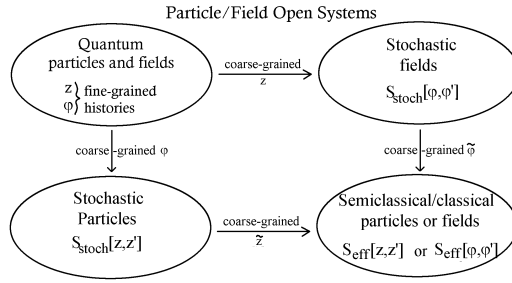 Particle/Field Open Systems
Quantum
particles and fields
z } fine-grained
φ } histories
coarse-grained
z
Stochastic
fields
S_stoch[φ,φ']
coarse-grained φ
coarse-grained φ̃
Stochastic
Particles
S_stoch[z,z']
coarse-grained
z̃
Semiclassical/classical
particles or fields
S_eff[z,z'] or S_eff[φ,φ']